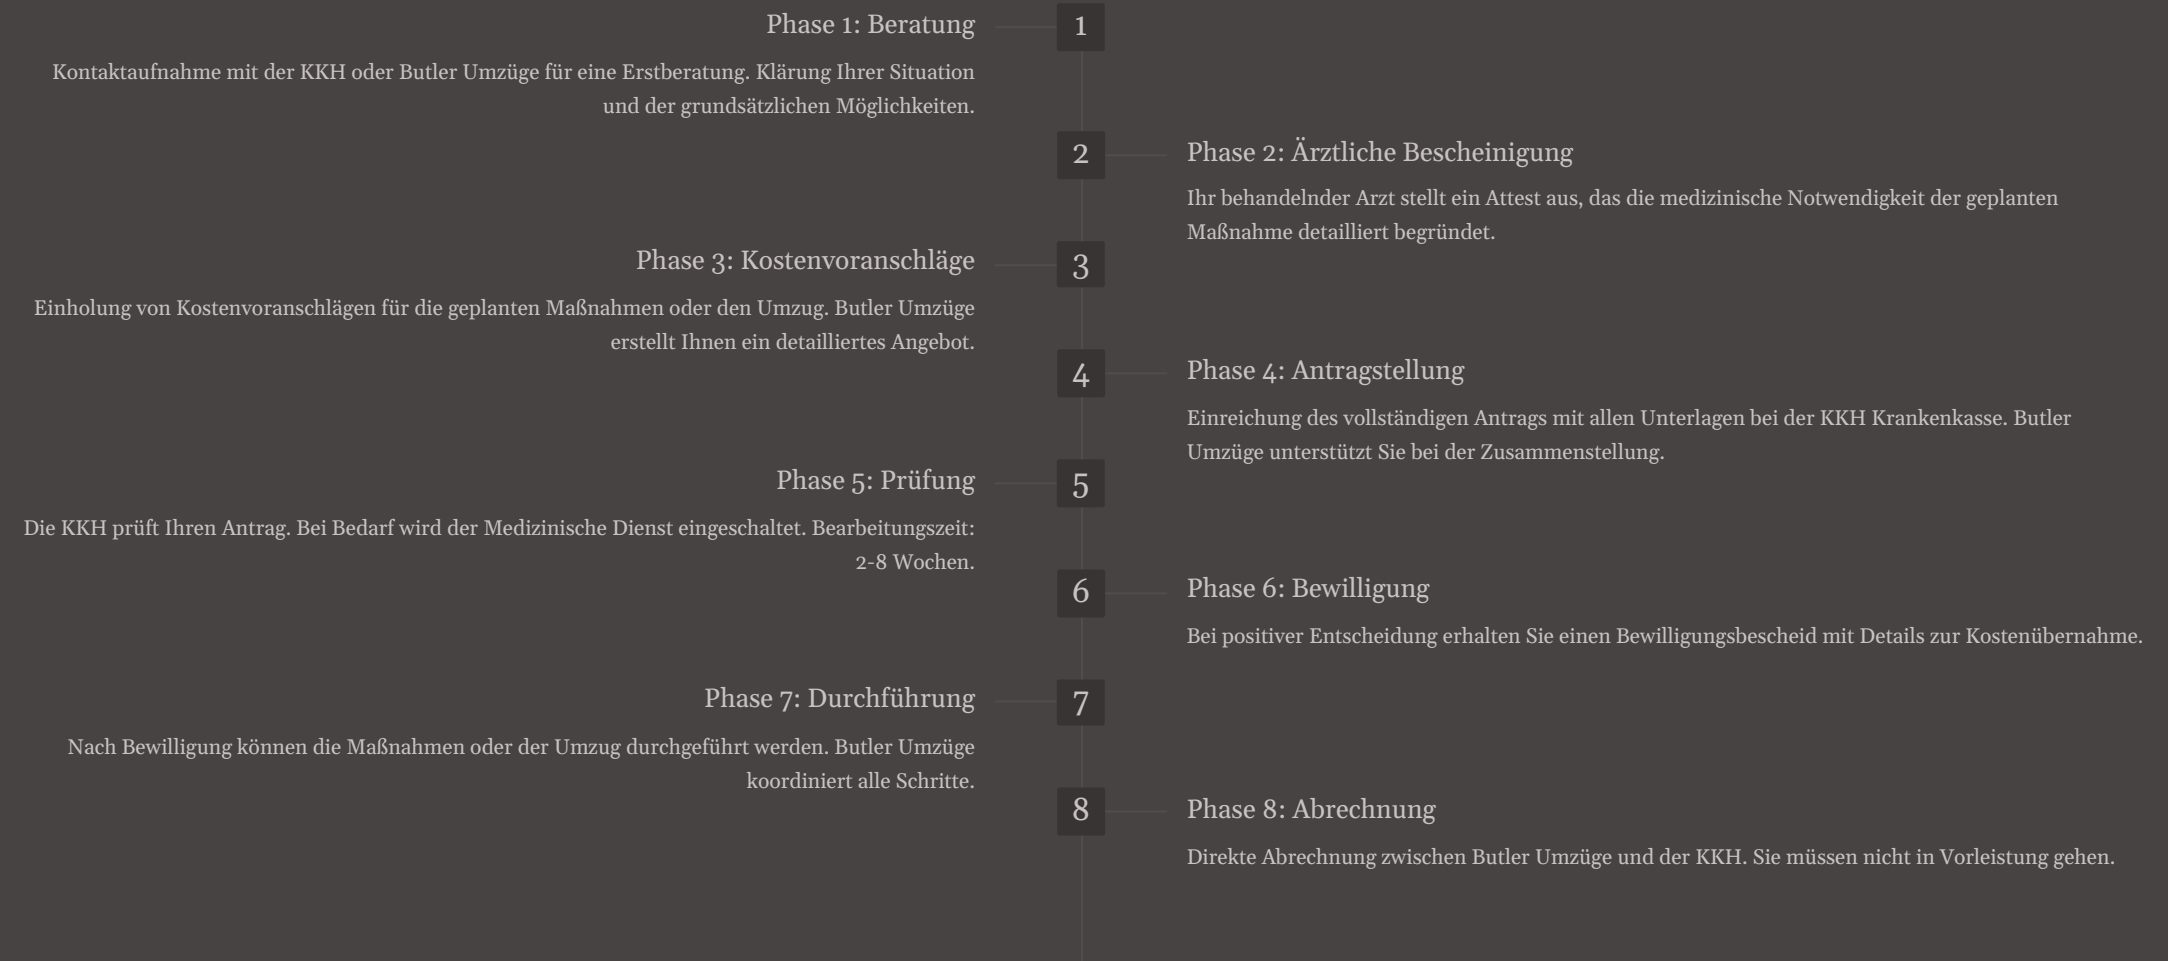 Phase 1: Beratung
1
Kontaktaufnahme mit der KKH oder Butler Umzüge für eine Erstberatung. Klärung Ihrer Situation
und der grundsätzlichen Möglichkeiten.
2
Phase 2: Ärztliche Bescheinigung
Ihr behandelnder Arzt stellt ein Attest aus, das die medizinische Notwendigkeit der geplanten
Maßnahme detailliert begründet.
Phase 3: Kostenvoranschläge
3
Einholung von Kostenvoranschlägen für die geplanten Maßnahmen oder den Umzug. Butler Umzüge
erstellt Ihnen ein detailliertes Angebot.
4
Phase 4: Antragstellung
Einreichung des vollständigen Antrags mit allen Unterlagen bei der KKH Krankenkasse. Butler
Umzüge unterstützt Sie bei der Zusammenstellung.
Phase 5: Prüfung
5
Die KKH prüft Ihren Antrag. Bei Bedarf wird der Medizinische Dienst eingeschaltet. Bearbeitungszeit:
2-8 Wochen.
6
Phase 6: Bewilligung
Bei positiver Entscheidung erhalten Sie einen Bewilligungsbescheid mit Details zur Kostenübernahme.
Phase 7: Durchführung
7
Nach Bewilligung können die Maßnahmen oder der Umzug durchgeführt werden. Butler Umzüge
koordiniert alle Schritte.
8
Phase 8: Abrechnung
Direkte Abrechnung zwischen Butler Umzüge und der KKH. Sie müssen nicht in Vorleistung gehen.